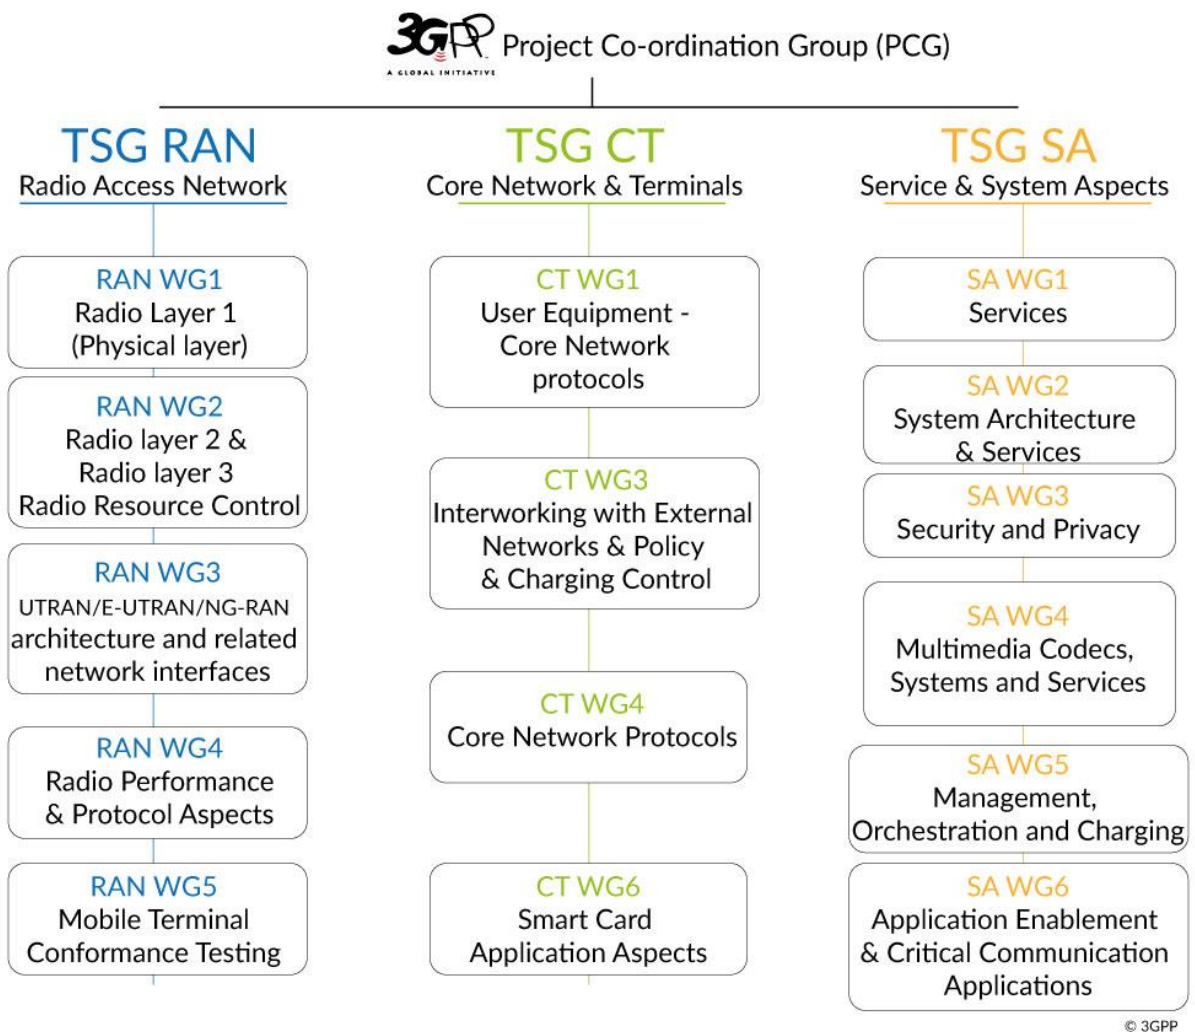 3GPP
A GLOBAL INITIATIVE
Project Co-ordination Group (PCG)
TSG RAN
Radio Access Network
RAN WG1
Radio Layer 1
(Physical layer)
RAN WG2
Radio layer 2 &
Radio layer 3
Radio Resource Control
RAN WG3
UTRAN/E-UTRAN/NG-RAN
architecture and related
network interfaces
RAN WG4
Radio Performance
& Protocol Aspects
RAN WG5
Mobile Terminal
Conformance Testing
TSG CT
Core Network & Terminals
CT WG1
User Equipment -
Core Network
protocols
CT WG3
Interworking with External
Networks & Policy
& Charging Control
CT WG4
Core Network Protocols
CT WG6
Smart Card
Application Aspects
TSG SA
Service & System Aspects
SA WG1
Services
SA WG2
System Architecture
& Services
SA WG3
Security and Privacy
SA WG4
Multimedia Codecs,
Systems and Services
SA WG5
Management,
Orchestration and Charging
SA WG6
Application Enablement
& Critical Communication
Applications
© 3GPP